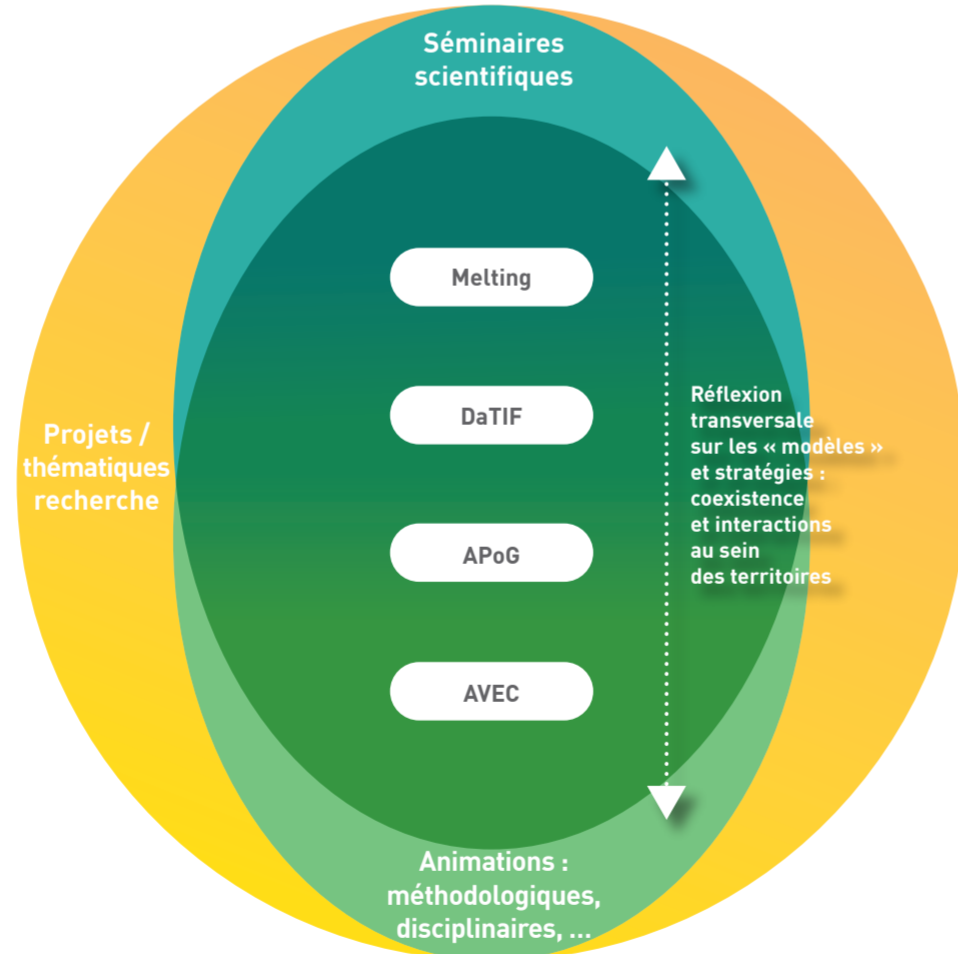 Séminaires
scientifiques
Melting
DaTIF
APoG
AVEC
Projets /
thématiques
recherche
Réflexion
transversale
sur les « modèles »
et stratégies :
coexistence
et interactions
au sein
des territoires
Animations :
méthodologiques,
disciplinaires, ...